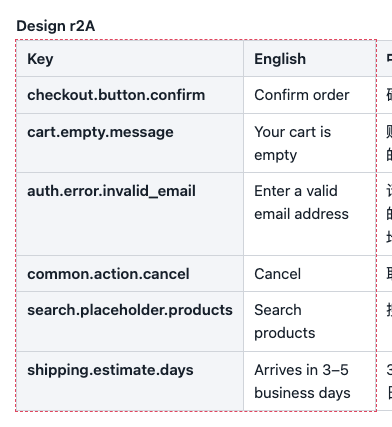 Design r2A
Key English
checkout.button.confirm Confirm order
cart.empty.message Your cart is
empty
auth.error.invalid_email Enter a valid
email address
common.action.cancel Cancel
search.placeholder.products Search
products
shipping.estimate.days Arrives in 3–5
business days